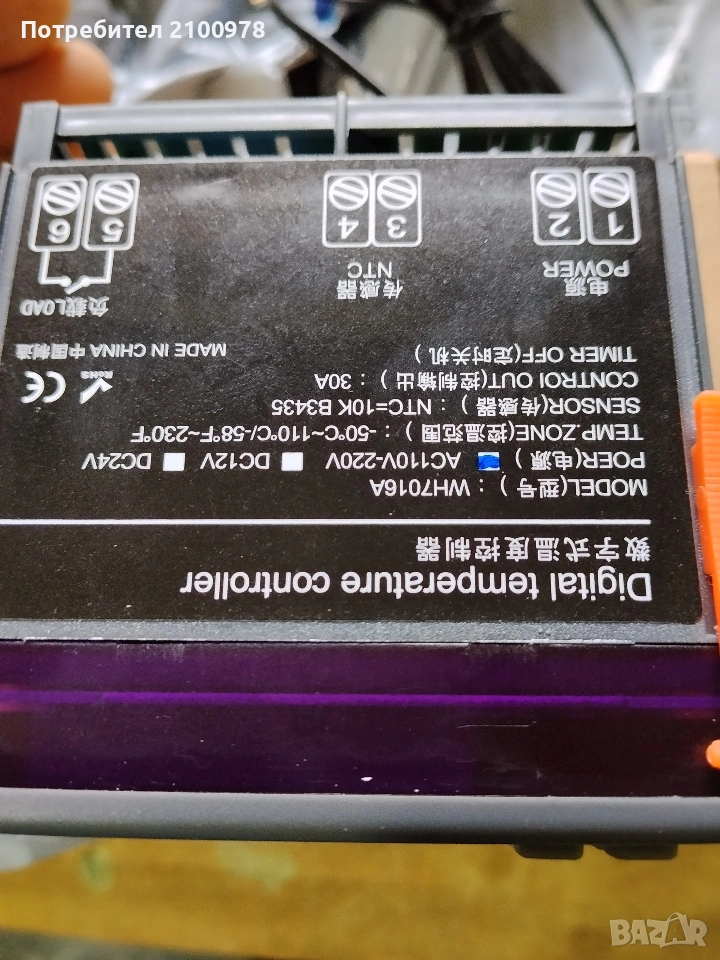 Потребител 2100978
Digital temperature controller
数字式温度控制器
MODEL(型号) : WH7016A
POER(电源) : AC110V-220V DC12V DC24V
TEMP.ZONE(控温范围) : -50°C~110°C/-58°F~230°F
SENSOR(传感器) : NTC=10K B3435
CONTROI OUT(控制输出) : 30A
TIMER OFF(定时关机)
CE RoHS
MADE IN CHINA 中国制造
电源 传感器 负载LOAD
POWER NTC
1 2 3 4 5 6
BAZAR